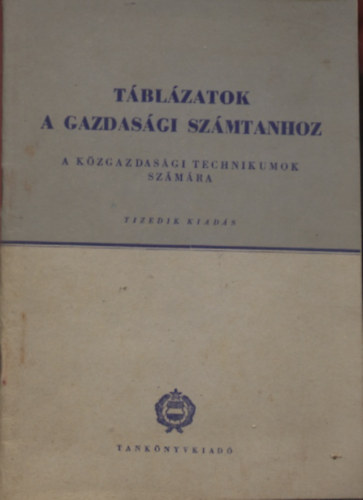 TÁBLÁZATOK
A GAZDASÁGI SZÁMTANHOZ
A KÖZGAZDASÁGI TECHNIKUMOK
SZÁMÁRA
TIZEDIK KIADÁS
TANKÖNYVKIADÓ